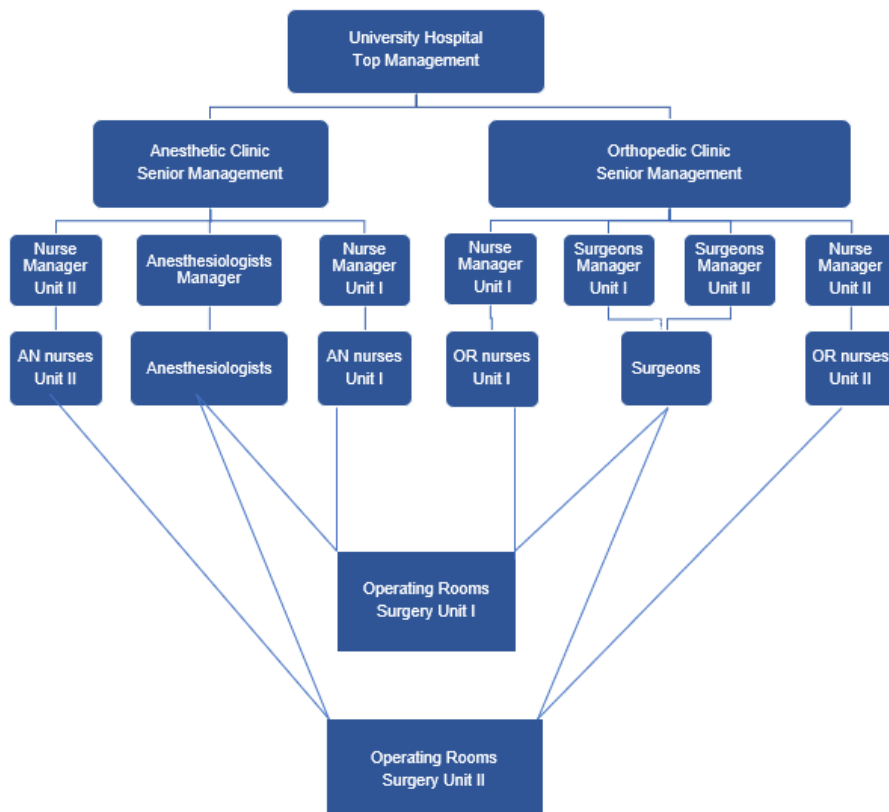 University Hospital
Top Management
Anesthetic Clinic
Senior Management
Orthopedic Clinic
Senior Management
Nurse
Manager
Unit II
Anesthesiologists
Manager
Nurse
Manager
Unit I
Nurse
Manager
Unit I
Surgeons
Manager
Unit I
Surgeons
Manager
Unit II
Nurse
Manager
Unit II
AN nurses
Unit II
Anesthesiologists
AN nurses
Unit I
OR nurses
Unit I
Surgeons
OR nurses
Unit II
Operating Rooms
Surgery Unit I
Operating Rooms
Surgery Unit II